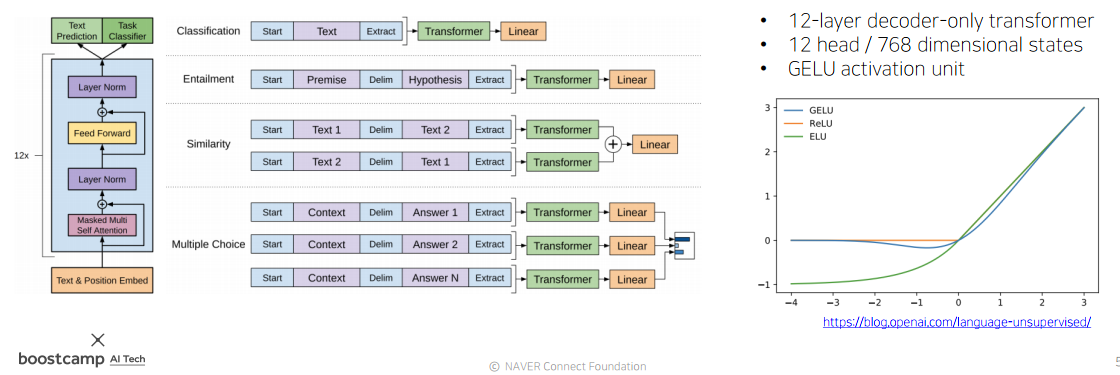 Text Prediction
Task Classifier
Layer Norm
+
Feed Forward
12x
Layer Norm
+
Masked Multi Self Attention
Text & Position Embed
Classification
Start Text Extract Transformer Linear
Entailment
Start Premise Delim Hypothesis Extract Transformer Linear
Similarity
Start Text 1 Delim Text 2 Extract Transformer
+ Linear
Start Text 2 Delim Text 1 Extract Transformer
Multiple Choice
Start Context Delim Answer 1 Extract Transformer Linear
Start Context Delim Answer 2 Extract Transformer Linear
Start Context Delim Answer N Extract Transformer Linear
• 12-layer decoder-only transformer
• 12 head / 768 dimensional states
• GELU activation unit
GELU
ReLU
ELU
3
2
1
0
−1
−4 −3 −2 −1 0 1 2 3
https://blog.openai.com/language-unsupervised/
boostcamp AI Tech
© NAVER Connect Foundation